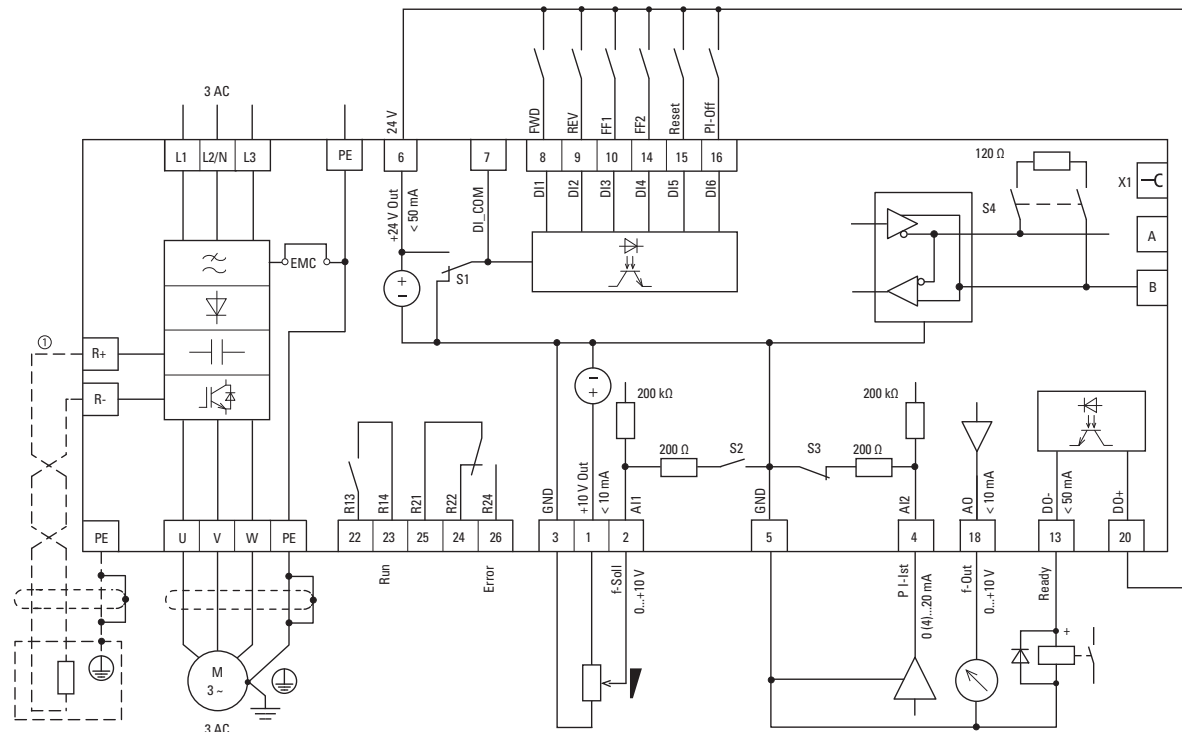 3 AC
24 V
FWD
REV
FF1
FF2
Reset
PI-Off
L1
L2/N
L3
PE
6
7
8
9
10
14
15
16
120 Ω
X1
+24 V Out
< 50 mA
DI_COM
DI1
DI2
DI3
DI4
DI5
DI6
S4
A
EMC
+
-
S1
B
①
R+
R-
-
+
200 kΩ
200 kΩ
200 Ω
S2
S3
200 Ω
R13
R14
R21
R22
R24
GND
+10 V Out
< 10 mA
AI1
GND
AI2
AO
< 10 mA
DO-
< 50 mA
DO+
PE
U
V
W
PE
22
23
25
24
26
3
1
2
5
4
18
13
20
Run
Error
f-Soll
0...+10 V
P I-Ist
0 (4)...20 mA
f-Out
0...+10 V
Ready
+
M
3 ~
3 AC